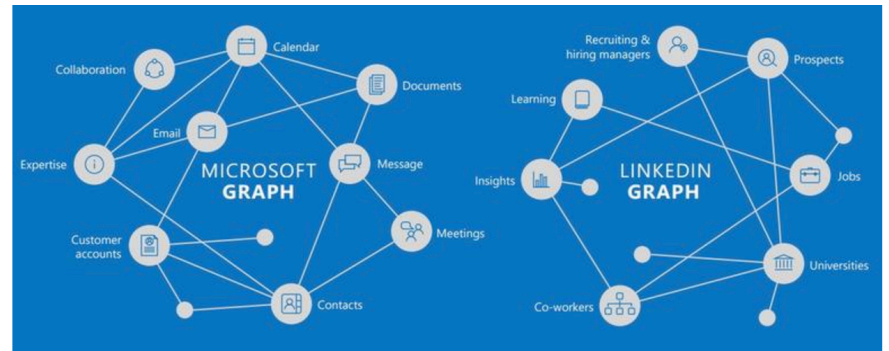 Calendar
Collaboration
Documents
Email
Expertise
MICROSOFT
GRAPH
Message
Customer
accounts
Meetings
Contacts
Recruiting &
hiring managers
Prospects
Learning
Insights
LINKEDIN
GRAPH
Jobs
Universities
Co-workers